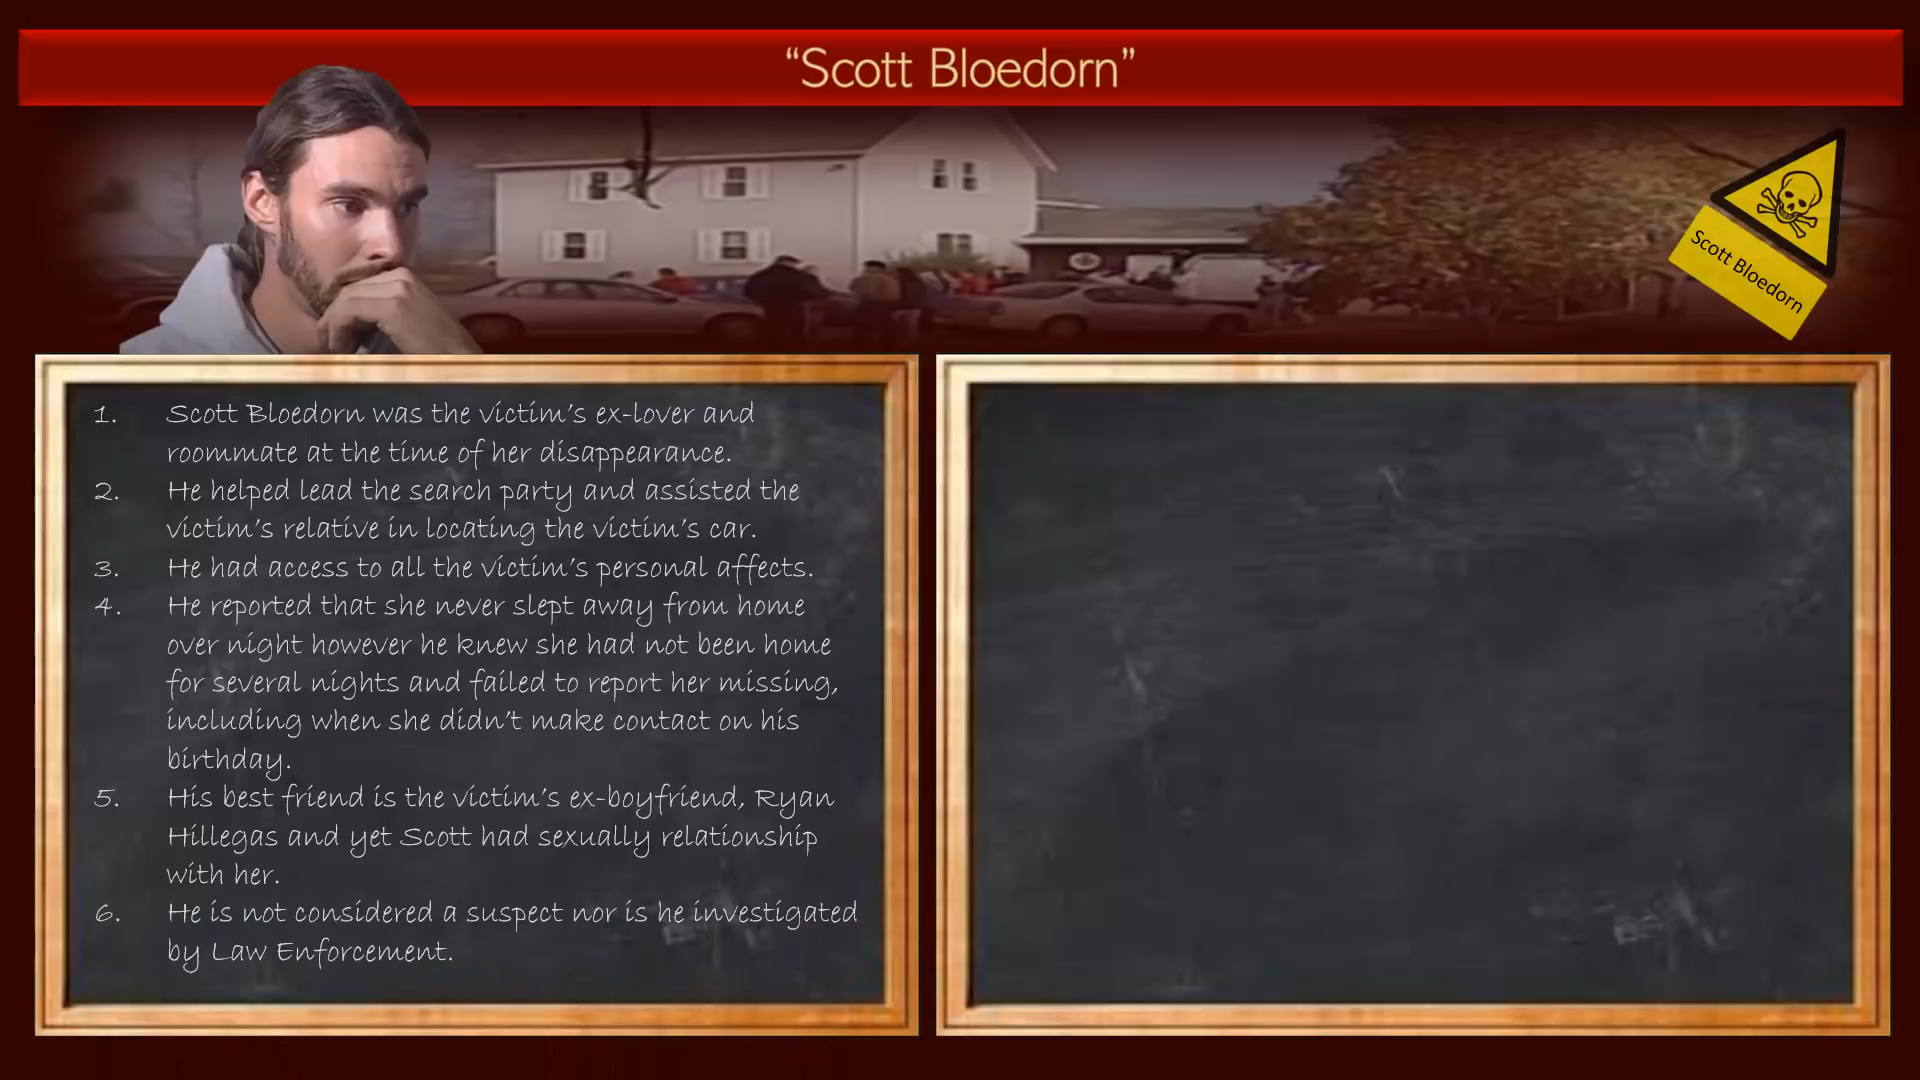 “Scott Bloedorn”
Scott Bloedorn
1. Scott Bloedorn was the victim’s ex-lover and
roommate at the time of her disappearance.
2. He helped lead the search party and assisted the
victim’s relative in locating the victim’s car.
3. He had access to all the victim’s personal affects.
4. He reported that she never slept away from home
over night however he knew she had not been home
for several nights and failed to report her missing,
including when she didn’t make contact on his
birthday.
5. His best friend is the victim’s ex-boyfriend, Ryan
Hillegas and yet Scott had sexually relationship
with her.
6. He is not considered a suspect nor is he investigated
by Law Enforcement.